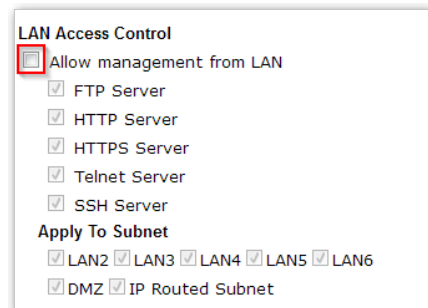 LAN Access Control
Allow management from LAN
FTP Server
HTTP Server
HTTPS Server
Telnet Server
SSH Server
Apply To Subnet
LAN2 LAN3 LAN4 LAN5 LAN6
DMZ IP Routed Subnet